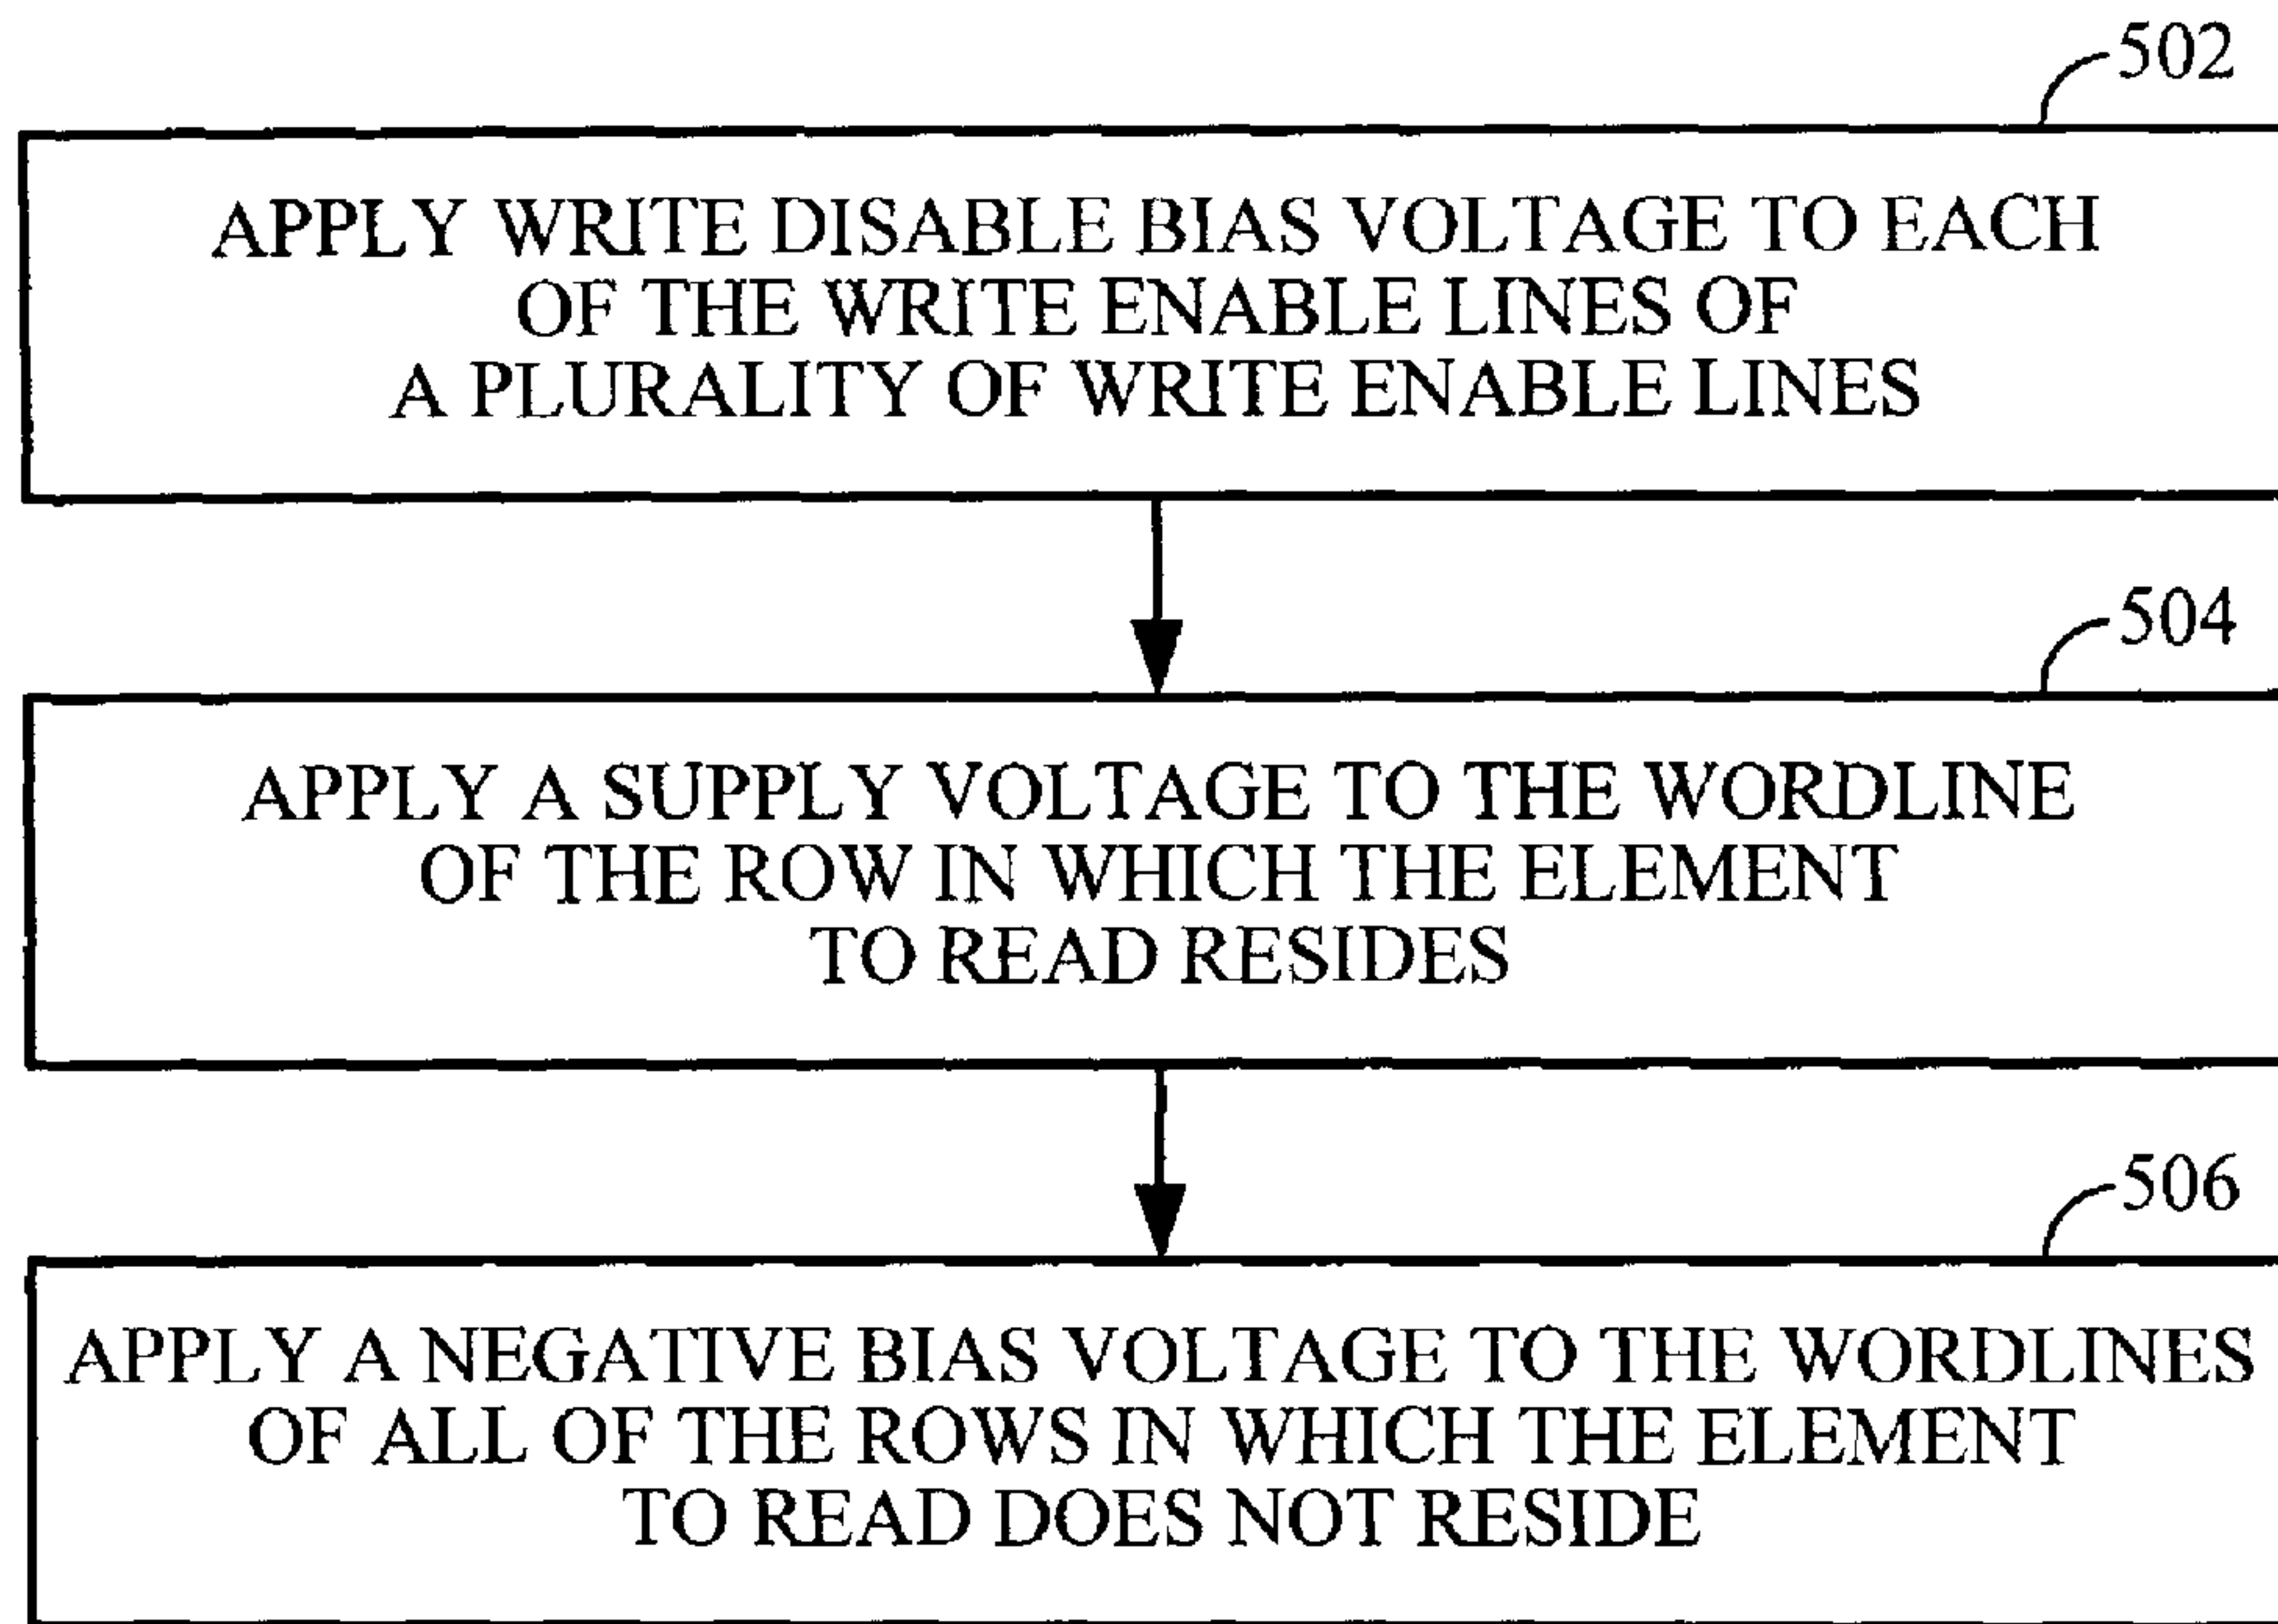 502
APPLY WRITE DISABLE BIAS VOLTAGE TO EACH
OF THE WRITE ENABLE LINES OF
A PLURALITY OF WRITE ENABLE LINES
504
APPLY A SUPPLY VOLTAGE TO THE WORDLINE
OF THE ROW IN WHICH THE ELEMENT
TO READ RESIDES
506
APPLY A NEGATIVE BIAS VOLTAGE TO THE WORDLINES
OF ALL OF THE ROWS IN WHICH THE ELEMENT
TO READ DOES NOT RESIDE